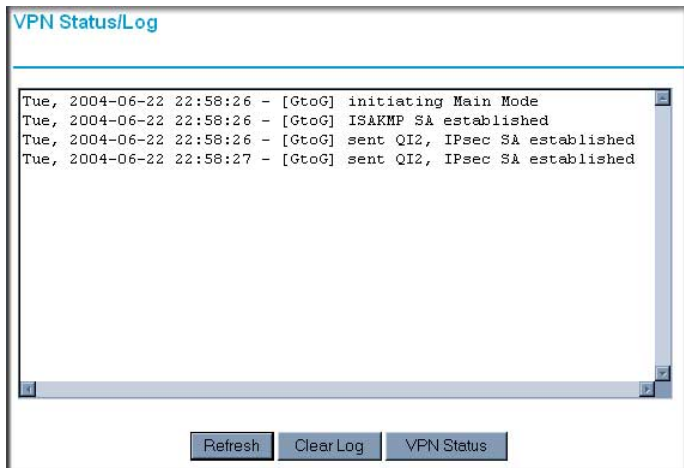 VPN Status/Log
Tue, 2004-06-22 22:58:26 - [GtoG] initiating Main Mode
Tue, 2004-06-22 22:58:26 - [GtoG] ISAKMP SA established
Tue, 2004-06-22 22:58:26 - [GtoG] sent QI2, IPsec SA established
Tue, 2004-06-22 22:58:27 - [GtoG] sent QI2, IPsec SA established
Refresh Clear Log VPN Status